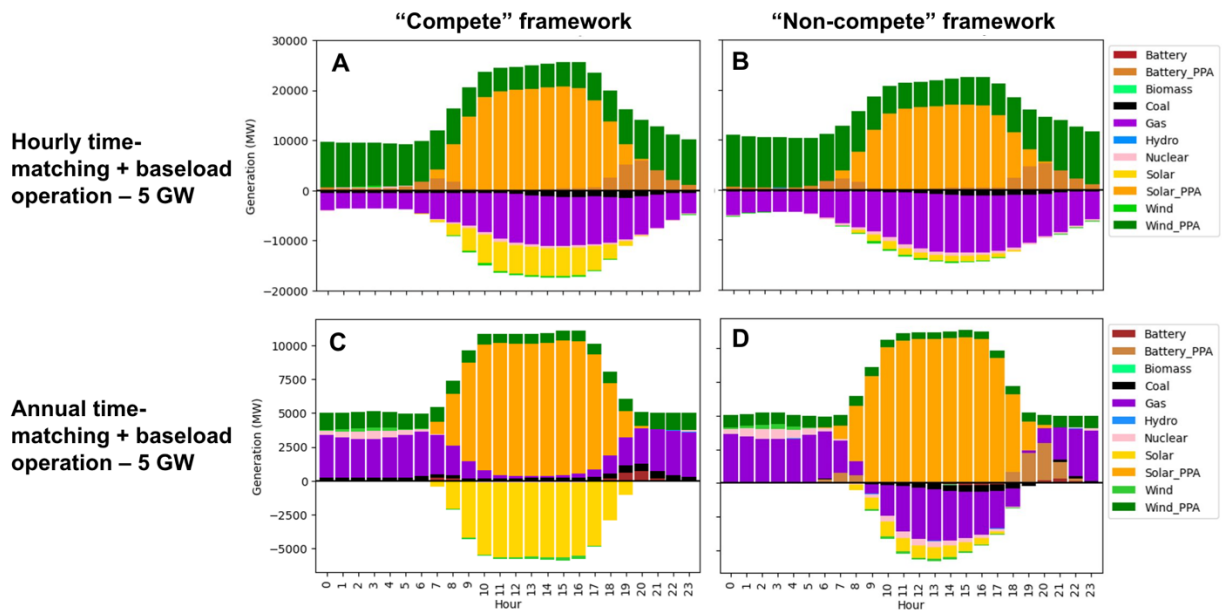 “Compete” framework
“Non-compete” framework
Hourly time-
matching + baseload
operation – 5 GW
Generation (MW)
30000
20000
10000
0
−10000
−20000
A
B
Battery
Battery_PPA
Biomass
Coal
Gas
Hydro
Nuclear
Solar
Solar_PPA
Wind
Wind_PPA
Annual time-
matching + baseload
operation – 5 GW
Generation (MW)
10000
7500
5000
2500
0
−2500
−5000
C
D
Battery
Battery_PPA
Biomass
Coal
Gas
Hydro
Nuclear
Solar
Solar_PPA
Wind
Wind_PPA
0 1 2 3 4 5 6 7 8 9 10 11 12 13 14 15 16 17 18 19 20 21 22 23
Hour
0 1 2 3 4 5 6 7 8 9 10 11 12 13 14 15 16 17 18 19 20 21 22 23
Hour